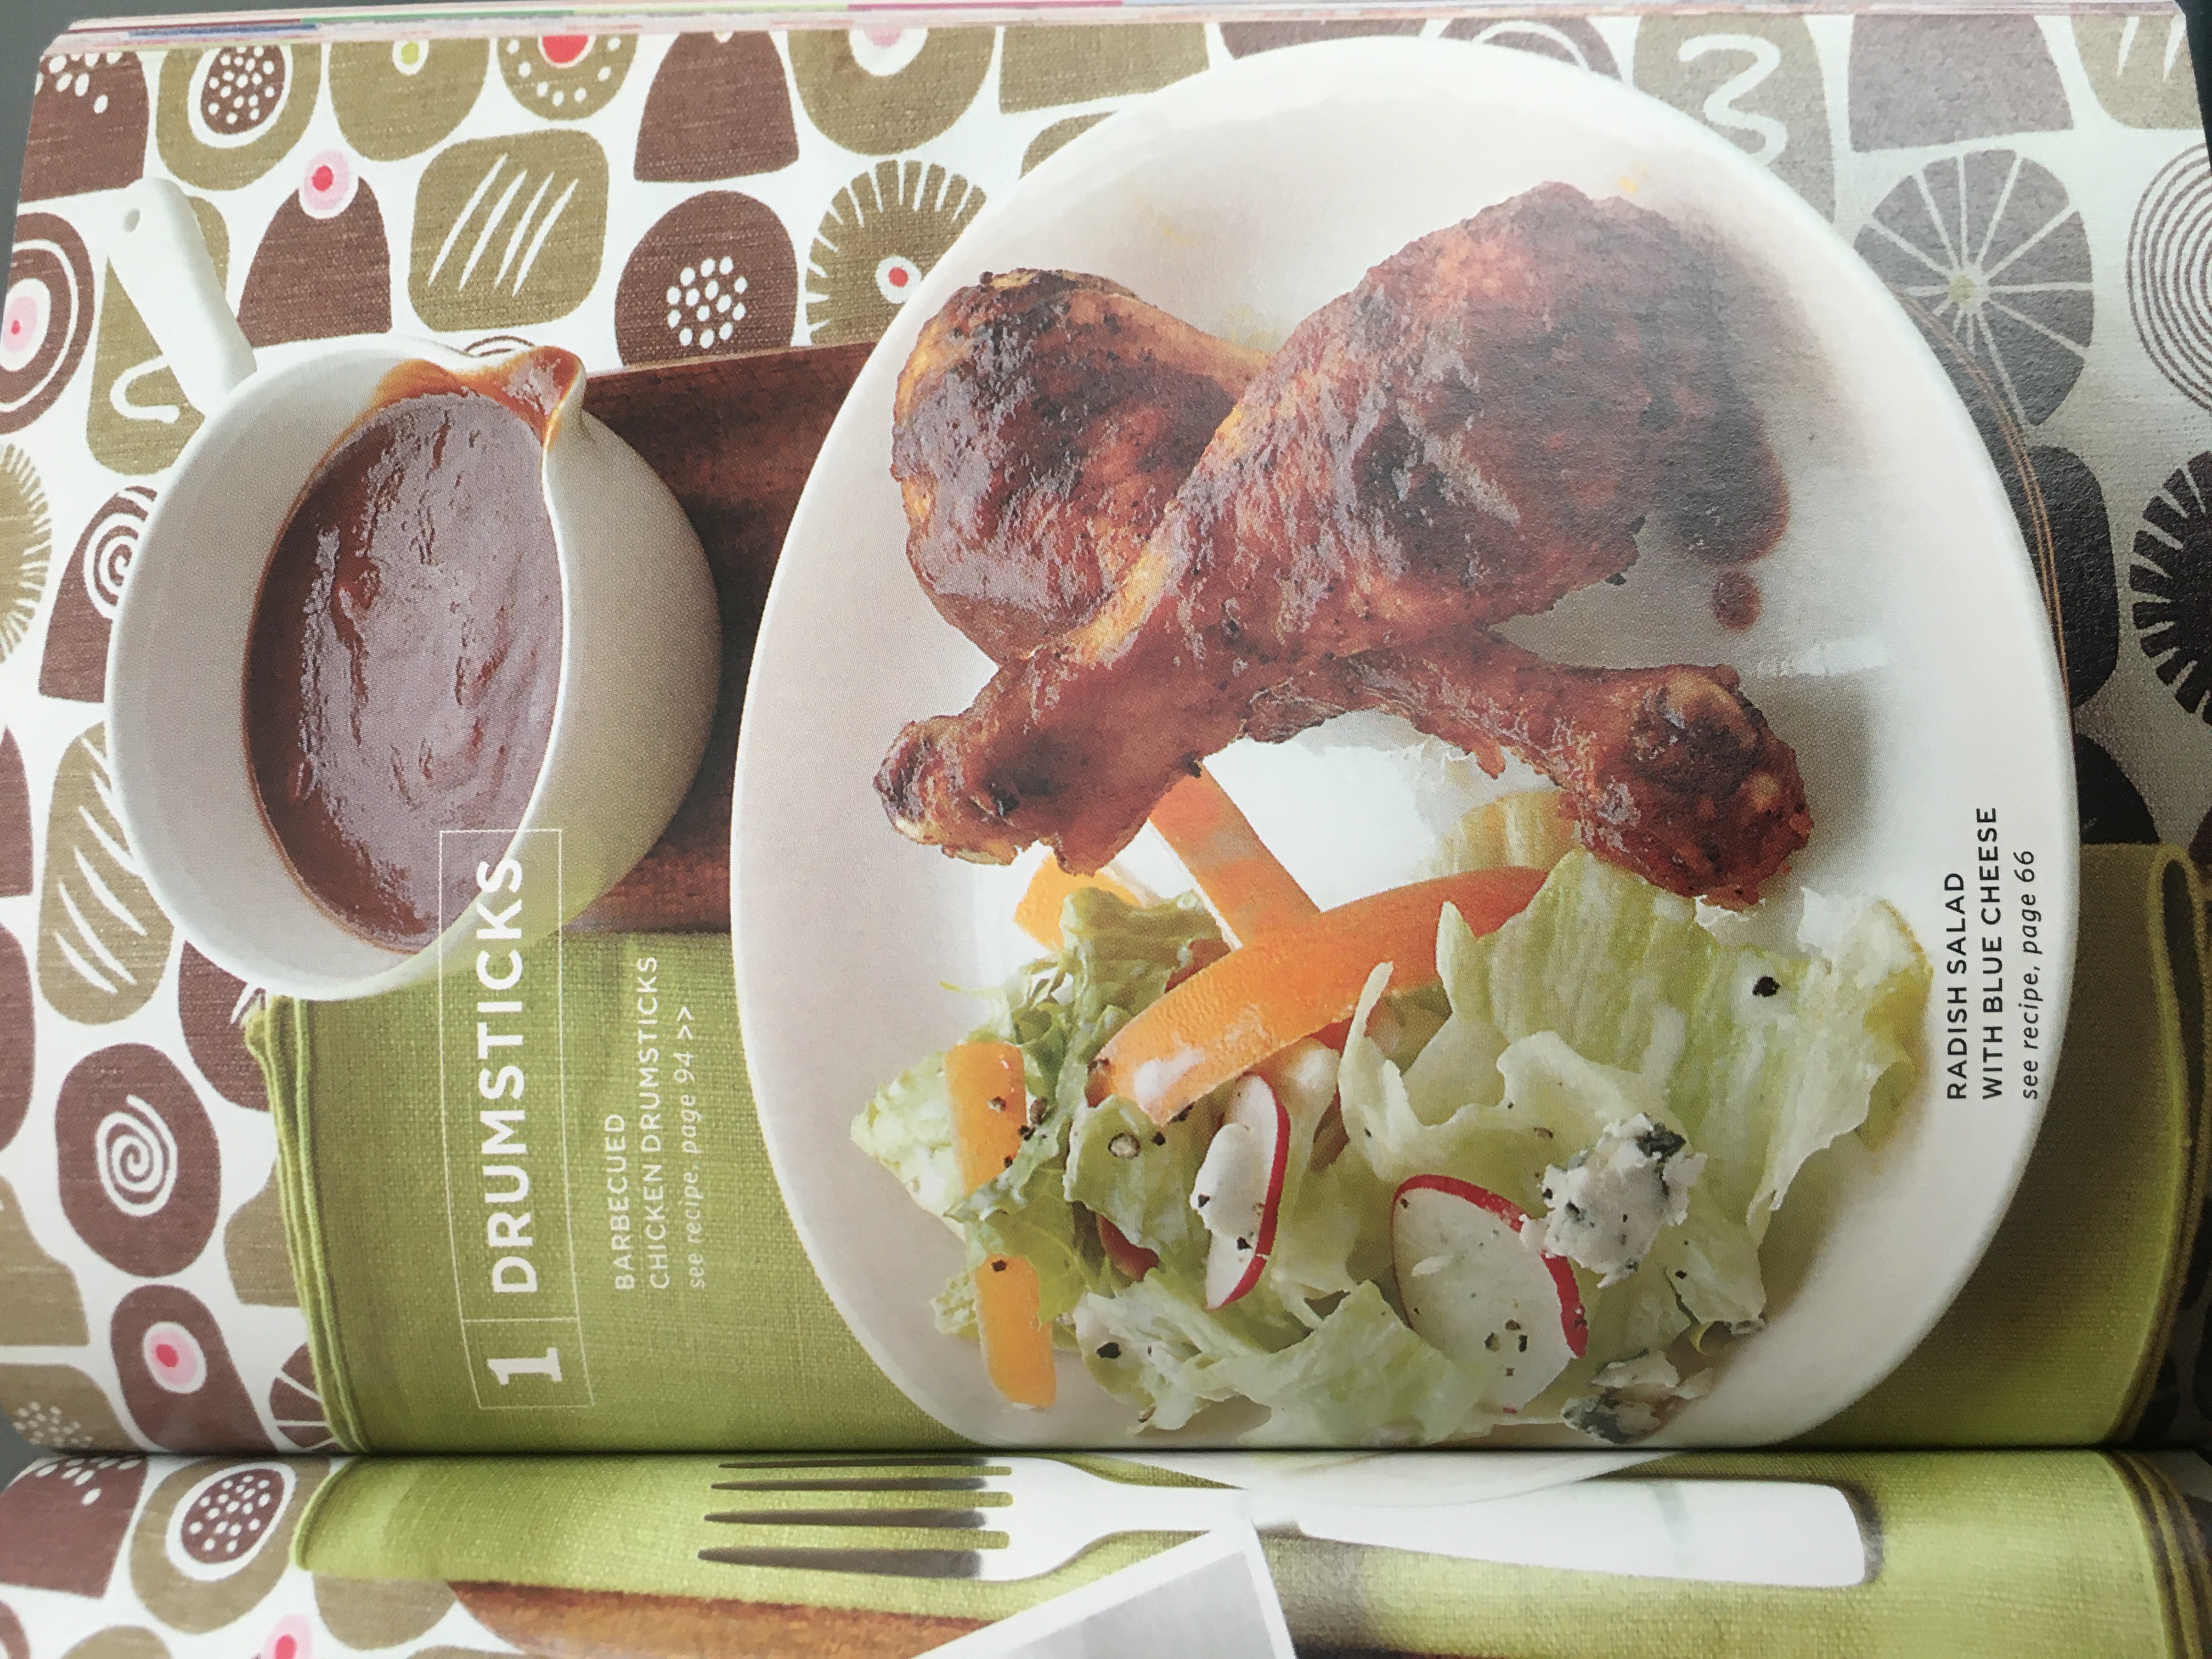 1 DRUMSTICKS
BARBECUED
CHICKEN DRUMSTICKS
see recipe, page 94 >>
RADISH SALAD
WITH BLUE CHEESE
see recipe, page 66